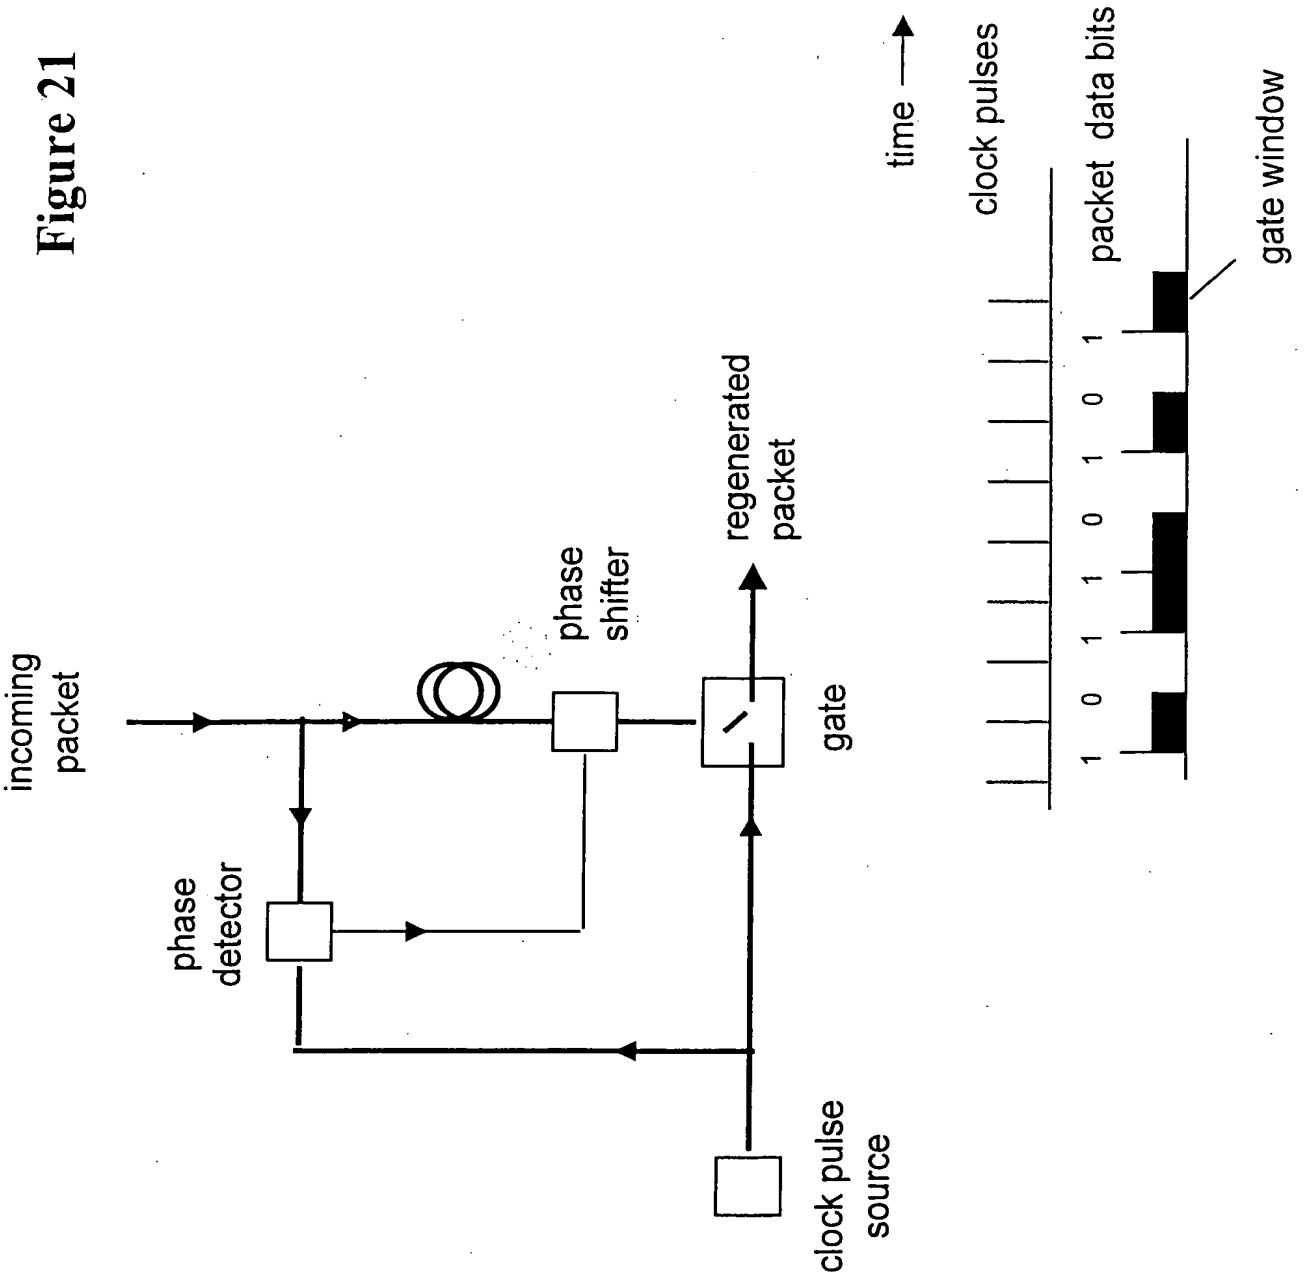 Figure 21
incoming
packet
phase
detector
phase
shifter
clock pulse
source
gate
regenerated
packet
time
clock pulses
1 0 1 1 0 1 0 1
packet data bits
gate window